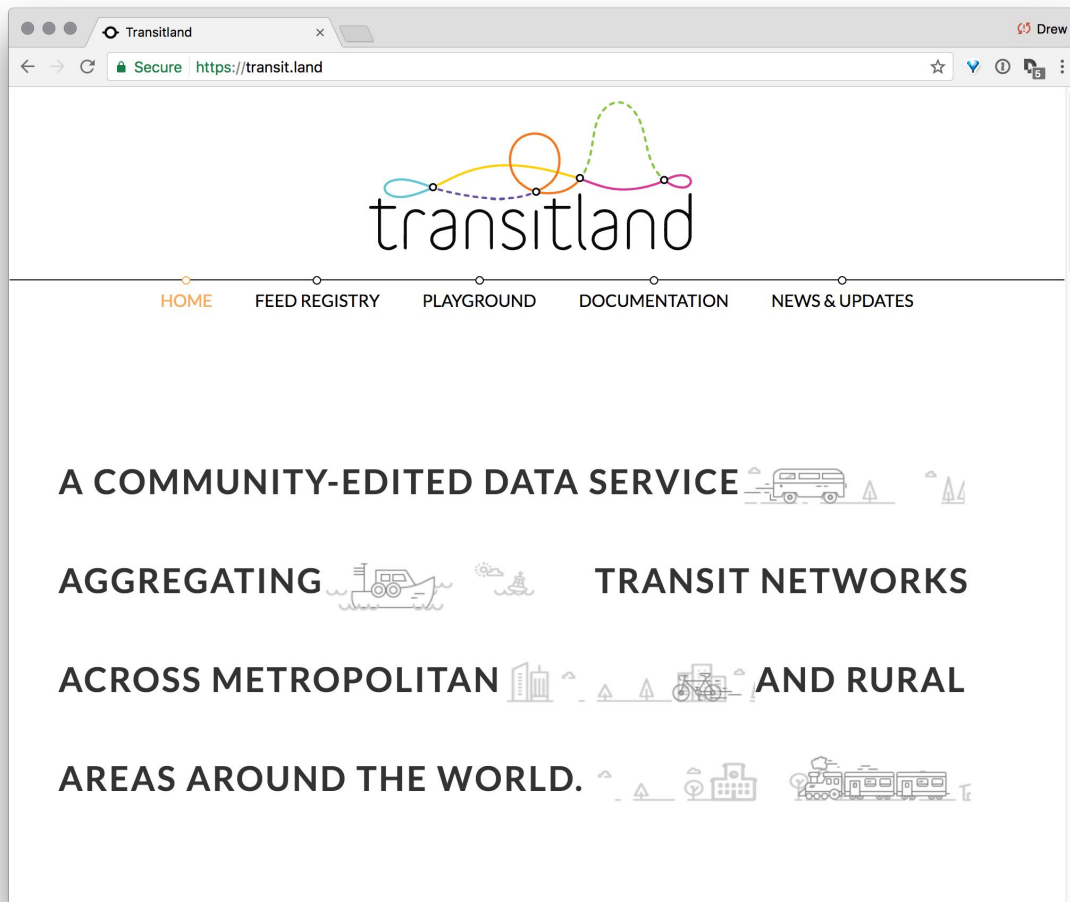 Transitland
Drew
Secure https://transit.land
5
transitland
HOME FEED REGISTRY PLAYGROUND DOCUMENTATION NEWS & UPDATES
A COMMUNITY-EDITED DATA SERVICE
AGGREGATING TRANSIT NETWORKS
ACROSS METROPOLITAN AND RURAL
AREAS AROUND THE WORLD.